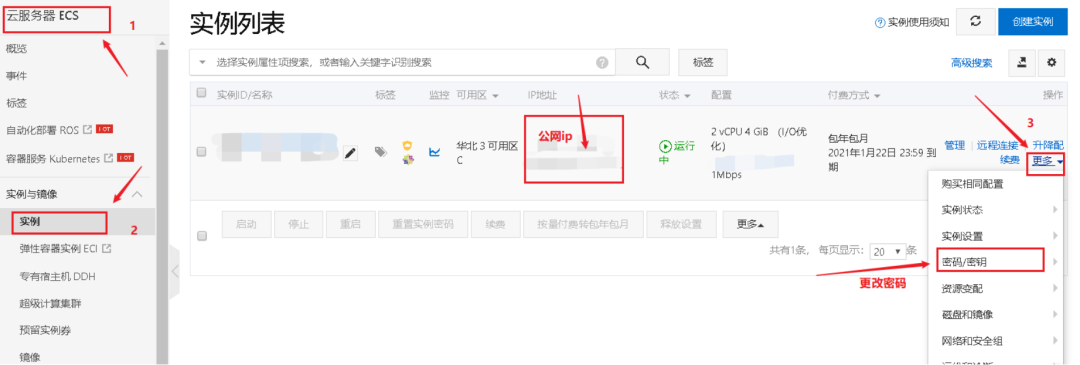 云服务器 ECS
1
概览
事件
标签
自动化部署 ROS HOT
容器服务 Kubernetes HOT
实例与镜像
实例
2
弹性容器实例 ECI
专有宿主机 DDH
超级计算集群
预留实例券
镜像
实例列表
实例使用须知
创建实例
选择实例属性项搜索，或者输入关键字识别搜索
标签
高级搜索
实例ID/名称 标签 监控 可用区 IP地址 状态 配置 付费方式 操作
公网ip
华北 3 可用区
C
运行
中
2 vCPU 4 GiB (I/O优
化)
1Mbps
包年包月
2021年1月22日 23:59 到
期
3
管理 远程连接 升降配
续费 更多
启动 停止 重启 重置实例密码 续费 按量付费转包年包月 释放设置 更多
共有1条, 每页显示: 20 条
更改密码
购买相同配置
实例状态
实例设置
密码/密钥
资源变配
磁盘和镜像
网络和安全组